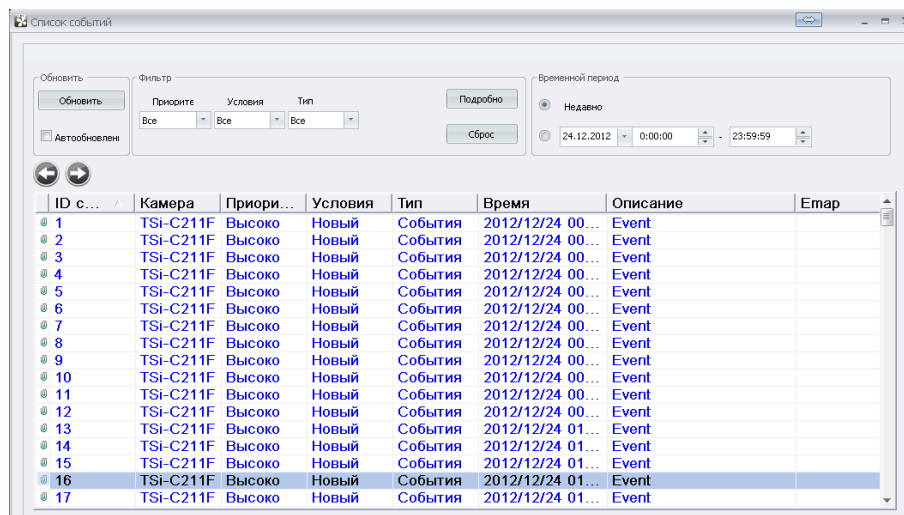 Список событий
Обновить
Обновить
Автообновлени
Фильтр
Приорите Условия Тип
Все Все Все
Подробно
Сброс
Временной период
Недавно
24.12.2012 0:00:00 - 23:59:59
ID с... Камера Приори... Условия Тип Время Описание Emap
1 TSi-C211F Высоко Новый События 2012/12/24 00... Event
2 TSi-C211F Высоко Новый События 2012/12/24 00... Event
3 TSi-C211F Высоко Новый События 2012/12/24 00... Event
4 TSi-C211F Высоко Новый События 2012/12/24 00... Event
5 TSi-C211F Высоко Новый События 2012/12/24 00... Event
6 TSi-C211F Высоко Новый События 2012/12/24 00... Event
7 TSi-C211F Высоко Новый События 2012/12/24 00... Event
8 TSi-C211F Высоко Новый События 2012/12/24 00... Event
9 TSi-C211F Высоко Новый События 2012/12/24 00... Event
10 TSi-C211F Высоко Новый События 2012/12/24 00... Event
11 TSi-C211F Высоко Новый События 2012/12/24 00... Event
12 TSi-C211F Высоко Новый События 2012/12/24 00... Event
13 TSi-C211F Высоко Новый События 2012/12/24 01... Event
14 TSi-C211F Высоко Новый События 2012/12/24 01... Event
15 TSi-C211F Высоко Новый События 2012/12/24 01... Event
16 TSi-C211F Высоко Новый События 2012/12/24 01... Event
17 TSi-C211F Высоко Новый События 2012/12/24 01... Event